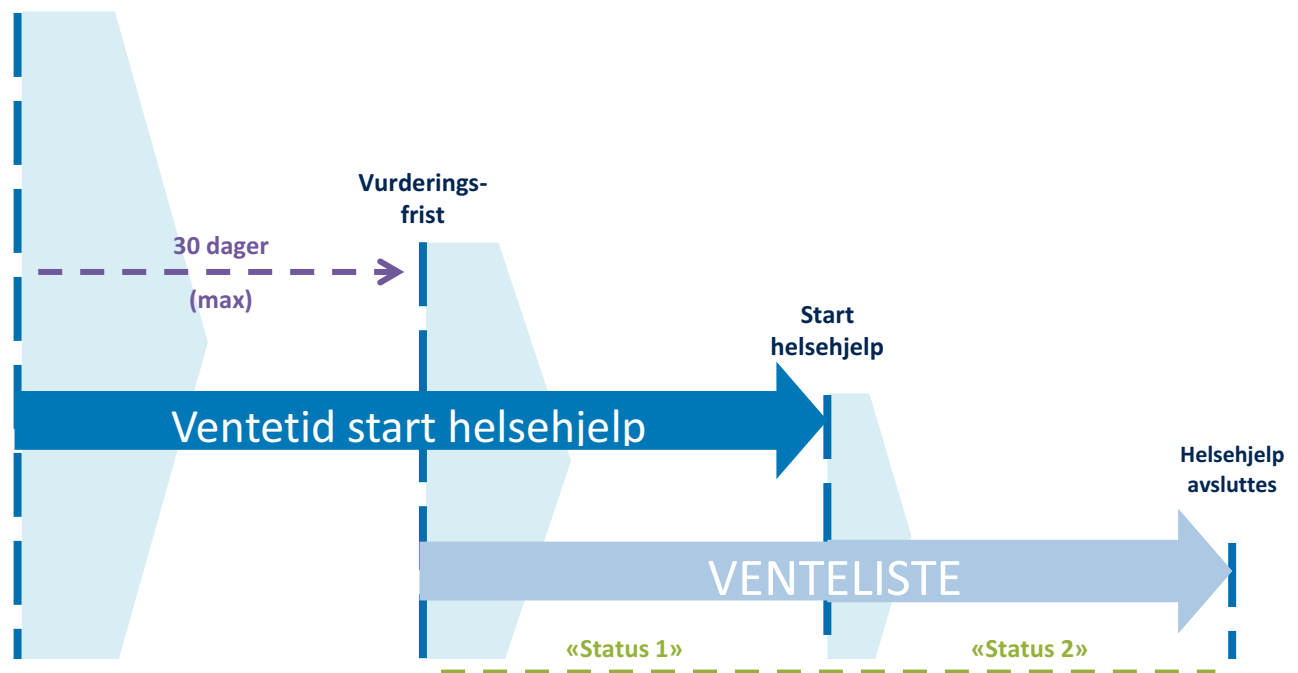 Vurderings-
frist
30 dager
(max)
Start
helsehjelp
Ventetid start helsehjelp
Helsehjelp
avsluttes
VENTELISTE
«Status 1»
«Status 2»